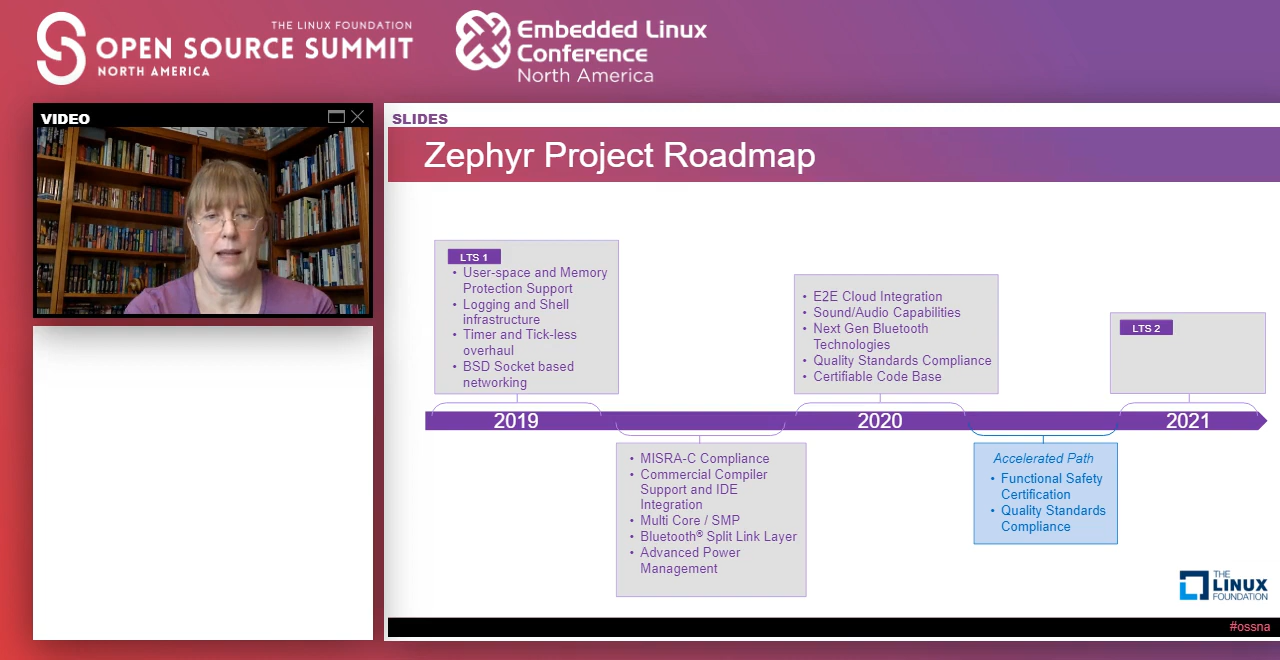 THE LINUX FOUNDATION
OPEN SOURCE SUMMIT
NORTH AMERICA
Embedded Linux
Conference
North America
VIDEO
SLIDES
Zephyr Project Roadmap
LTS 1
• User-space and Memory
Protection Support
• Logging and Shell
infrastructure
• Timer and Tick-less
overhaul
• BSD Socket based
networking
• E2E Cloud Integration
• Sound/Audio Capabilities
• Next Gen Bluetooth
Technologies
• Quality Standards Compliance
• Certifiable Code Base
LTS 2
2019
2020
2021
• MISRA-C Compliance
• Commercial Compiler
Support and IDE
Integration
• Multi Core / SMP
• Bluetooth® Split Link Layer
• Advanced Power
Management
Accelerated Path
• Functional Safety
Certification
• Quality Standards
Compliance
THE
LINUX
FOUNDATION
#ossna